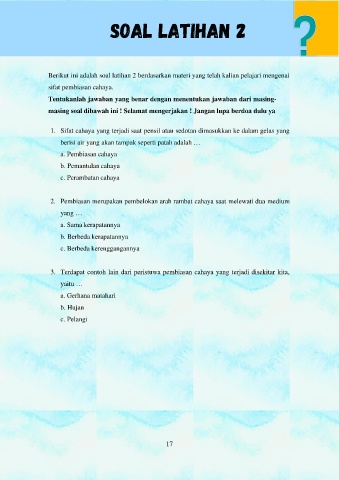 SOAL LATIHAN 2
?
Berikut ini adalah soal latihan 2 berdasarkan materi yang telah kalian pelajari mengenai
sifat pembiasan cahaya.
Tentukanlah jawaban yang benar dengan menentukan jawaban dari masing-
masing soal dibawah ini ! Selamat mengerjakan ! Jangan lupa berdoa dulu ya
1. Sifat cahaya yang terjadi saat pensil atau sedotan dimasukkan ke dalam gelas yang
berisi air yang akan tampak seperti patah adalah …
a. Pembiasan cahaya
b. Pemantulan cahaya
c. Perambatan cahaya
2. Pembiasan merupakan pembelokan arah rambat cahaya saat melewati dua medium
yang …
a. Sama kerapatannya
b. Berbeda kerapatannya
c. Berbeda kerenggangannya
3. Terdapat contoh lain dari peristiwa pembiasan cahaya yang terjadi disekitar kita,
yaitu …
a. Gerhana matahari
b. Hujan
c. Pelangi
17